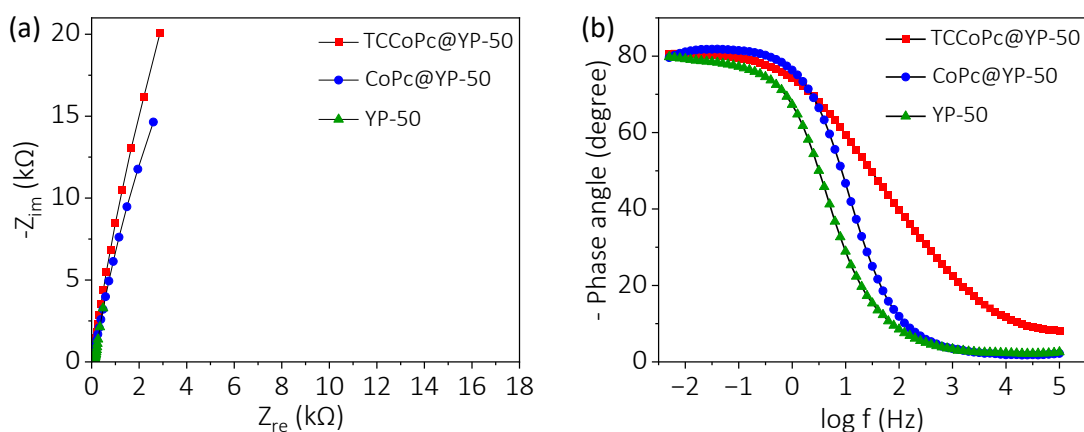 (a)
20
15
10
5
0
-Z_im (kΩ)
TCCoPc@YP-50
CoPc@YP-50
YP-50
0 2 4 6 8 10 12 14 16 18
Z_re (kΩ)
(b)
80
60
40
20
0
- Phase angle (degree)
TCCoPc@YP-50
CoPc@YP-50
YP-50
−2 −1 0 1 2 3 4 5
log f (Hz)